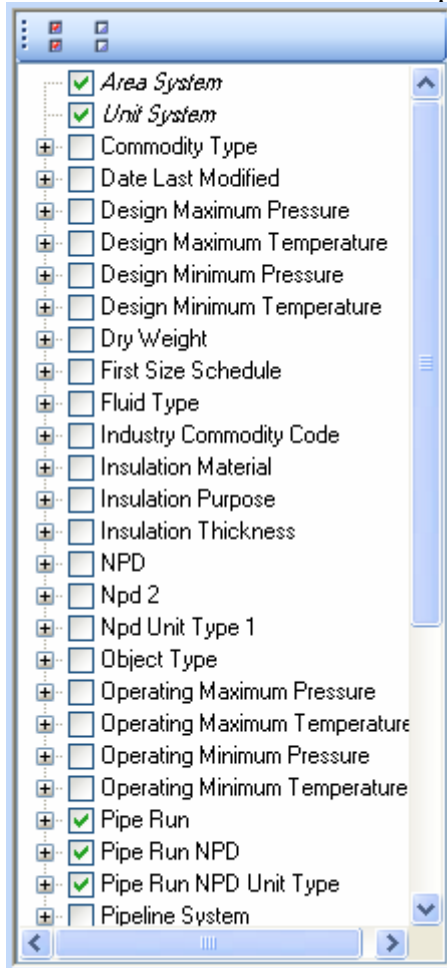 Area System
Unit System
Commodity Type
Date Last Modified
Design Maximum Pressure
Design Maximum Temperature
Design Minimum Pressure
Design Minimum Temperature
Dry Weight
First Size Schedule
Fluid Type
Industry Commodity Code
Insulation Material
Insulation Purpose
Insulation Thickness
NPD
Npd 2
Npd Unit Type 1
Object Type
Operating Maximum Pressure
Operating Maximum Temperature
Operating Minimum Pressure
Operating Minimum Temperature
Pipe Run
Pipe Run NPD
Pipe Run NPD Unit Type
Pipeline System